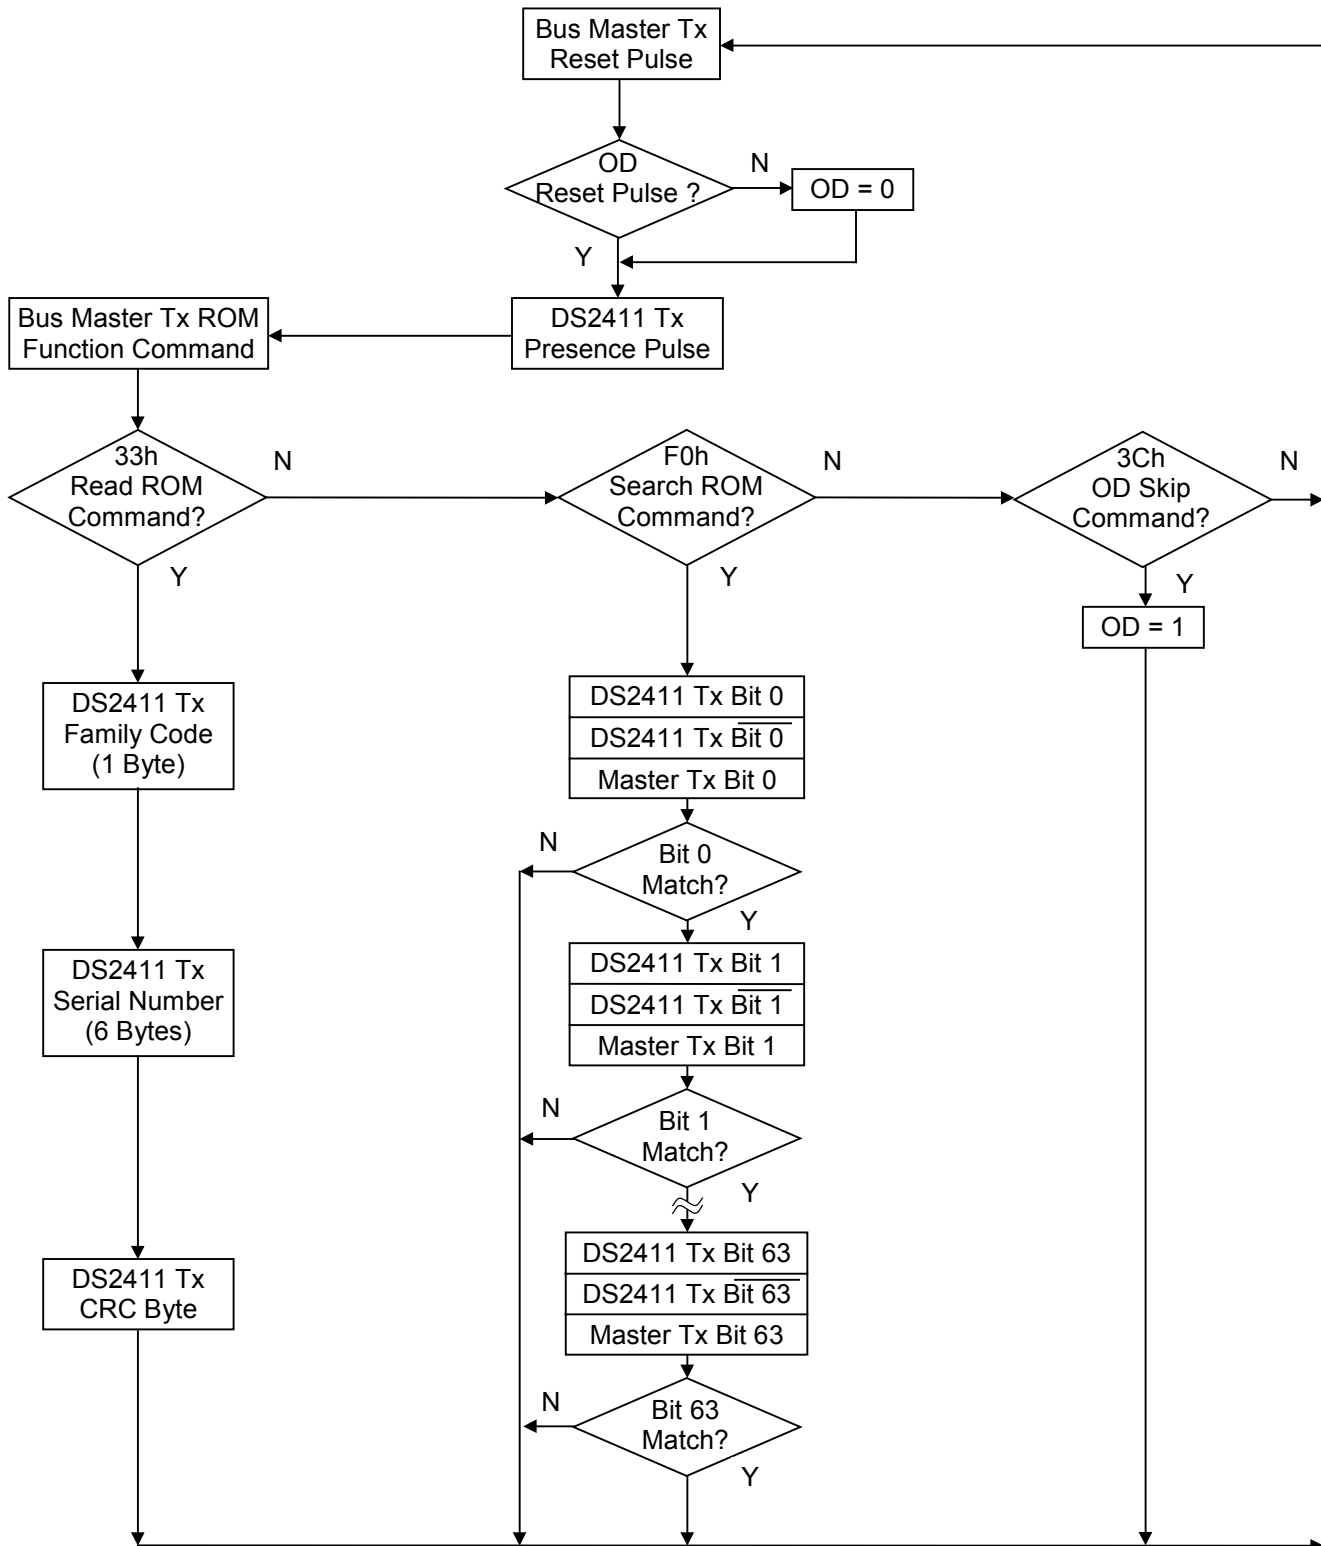 Bus Master Tx
Reset Pulse
OD
Reset Pulse ?
N
OD = 0
Y
Bus Master Tx ROM
Function Command
DS2411 Tx
Presence Pulse
33h
Read ROM
Command?
N
F0h
Search ROM
Command?
N
3Ch
OD Skip
Command?
N
Y
Y
Y
OD = 1
DS2411 Tx
Family Code
(1 Byte)
DS2411 Tx Bit 0
DS2411 Tx B̅i̅t̅ ̅0̅
Master Tx Bit 0
N
Bit 0
Match?
Y
DS2411 Tx
Serial Number
(6 Bytes)
DS2411 Tx Bit 1
DS2411 Tx B̅i̅t̅ ̅1̅
Master Tx Bit 1
N
Bit 1
Match?
Y
DS2411 Tx
CRC Byte
DS2411 Tx Bit 63
DS2411 Tx B̅i̅t̅ ̅6̅3̅
Master Tx Bit 63
N
Bit 63
Match?
Y